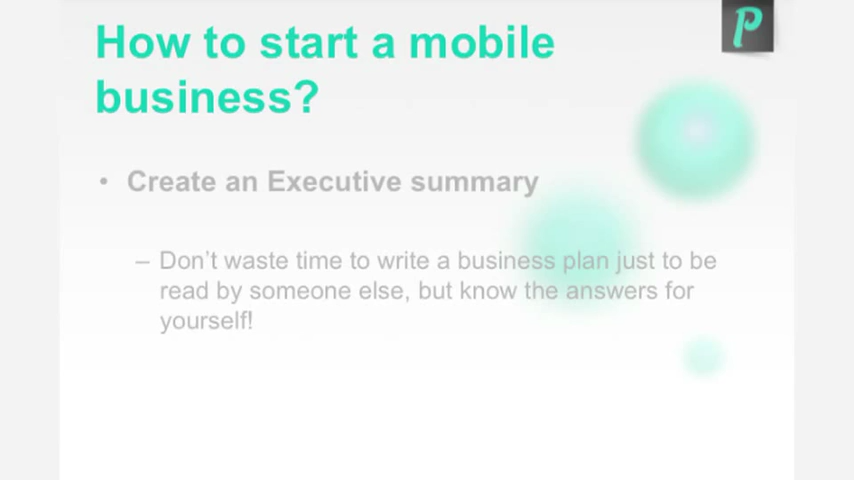 How to start a mobile
business?
P
• Create an Executive summary
– Don’t waste time to write a business plan just to be
read by someone else, but know the answers for
yourself!